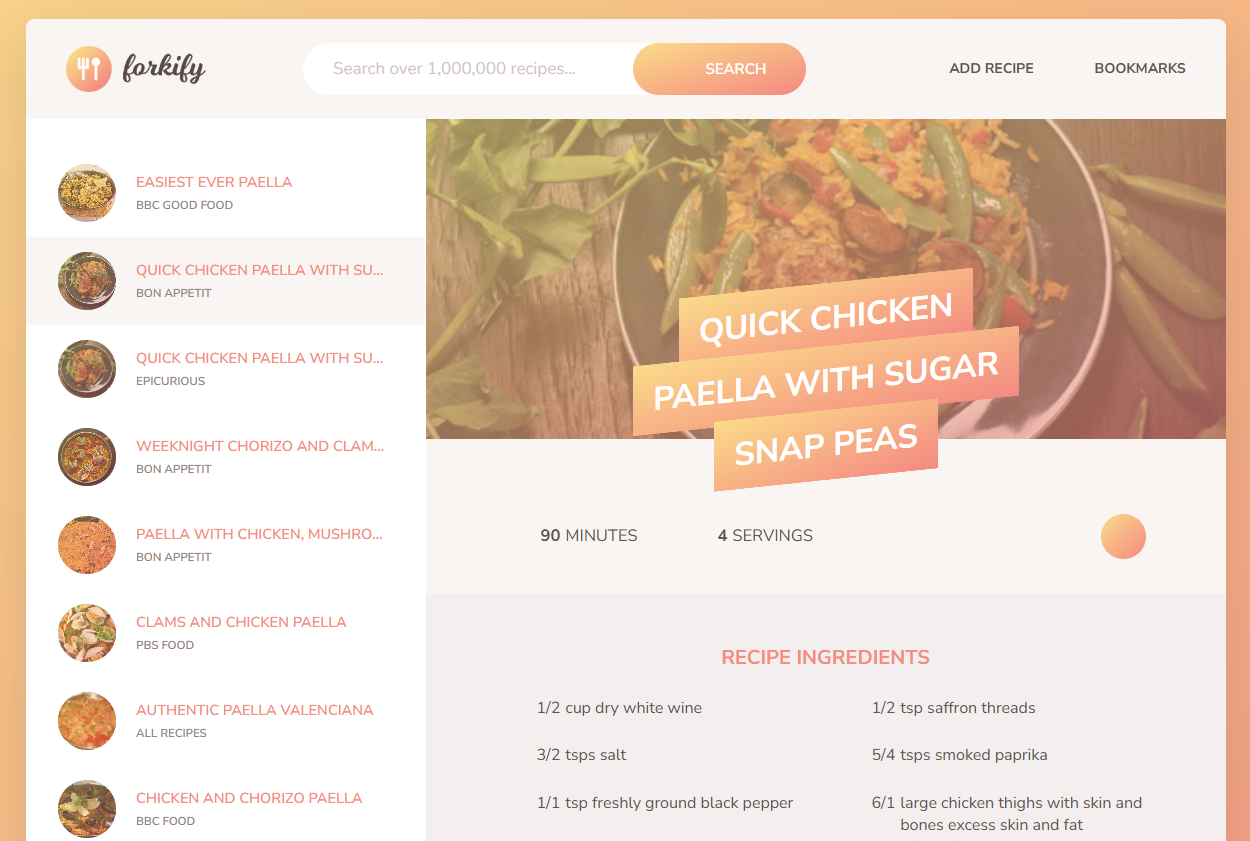 forkify
Search over 1,000,000 recipes...
SEARCH
ADD RECIPE
BOOKMARKS
EASIEST EVER PAELLA
BBC GOOD FOOD
QUICK CHICKEN PAELLA WITH SU...
BON APPETIT
QUICK CHICKEN PAELLA WITH SU...
EPICURIOUS
WEEKNIGHT CHORIZO AND CLAM...
BON APPETIT
PAELLA WITH CHICKEN, MUSHRO...
BON APPETIT
CLAMS AND CHICKEN PAELLA
PBS FOOD
AUTHENTIC PAELLA VALENCIANA
ALL RECIPES
CHICKEN AND CHORIZO PAELLA
BBC FOOD
QUICK CHICKEN
PAELLA WITH SUGAR
SNAP PEAS
90 MINUTES
4 SERVINGS
RECIPE INGREDIENTS
1/2 cup dry white wine
1/2 tsp saffron threads
3/2 tsps salt
5/4 tsps smoked paprika
1/1 tsp freshly ground black pepper
6/1 large chicken thighs with skin and
bones excess skin and fat